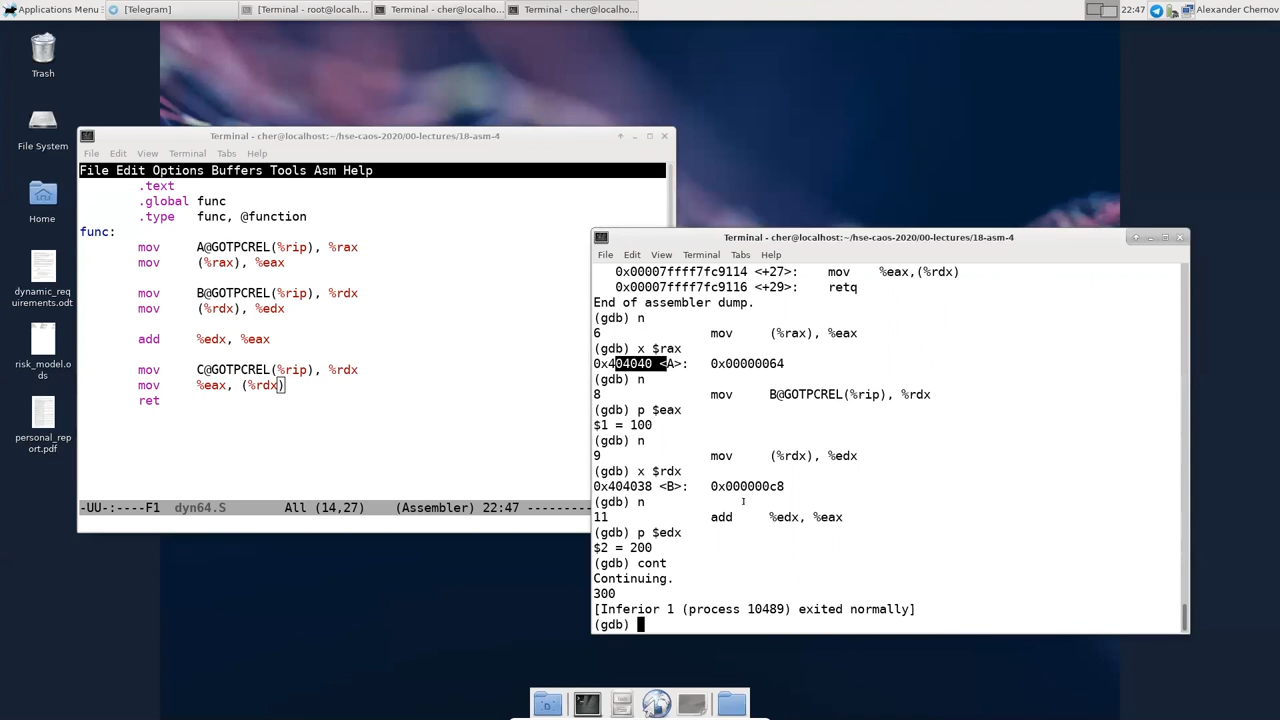 Applications Menu [Telegram] [Terminal - root@localh... Terminal - cher@localho... Terminal - cher@localho... 22:47 Alexander Chernov
Trash
File System
Home
dynamic_req
uirements.odt
risk_model.o
ds
personal_rep
ort.pdf
Terminal - cher@localhost:~/hse-caos-2020/00-lectures/18-asm-4
File Edit View Terminal Tabs Help
File Edit Options Buffers Tools Asm Help
.text
.global func
.type func, @function
func:
mov A@GOTPCREL(%rip), %rax
mov (%rax), %eax
mov B@GOTPCREL(%rip), %rdx
mov (%rdx), %edx
add %edx, %eax
mov C@GOTPCREL(%rip), %rdx
mov %eax, (%rdx)
ret
-UU-:----F1 dyn64.S All (14,27) (Assembler) 22:47 ---------
Terminal - cher@localhost:~/hse-caos-2020/00-lectures/18-asm-4
File Edit View Terminal Tabs Help
0x00007ffff7fc9114 <+27>: mov %eax,(%rdx)
0x00007ffff7fc9116 <+29>: retq
End of assembler dump.
(gdb) n
6 mov (%rax), %eax
(gdb) x $rax
0x404040 <A>: 0x00000064
(gdb) n
8 mov B@GOTPCREL(%rip), %rdx
(gdb) p $eax
$1 = 100
(gdb) n
9 mov (%rdx), %edx
(gdb) x $rdx
0x404038 <B>: 0x000000c8
(gdb) n
11 add %edx, %eax
(gdb) p $edx
$2 = 200
(gdb) cont
Continuing.
300
[Inferior 1 (process 10489) exited normally]
(gdb)